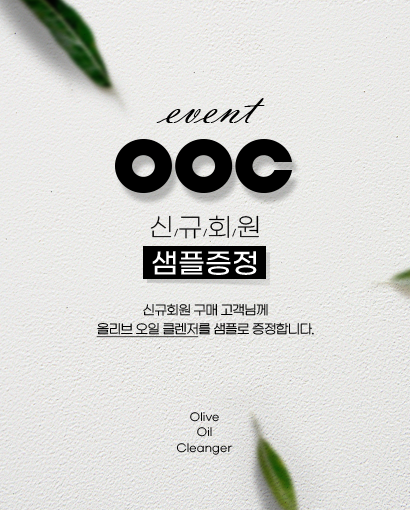 event
OOC
신/규/회/원
샘플증정
신규회원 구매 고객님께
올리브 오일 클렌저를 샘플로 증정합니다.
Olive
Oil
Cleanger